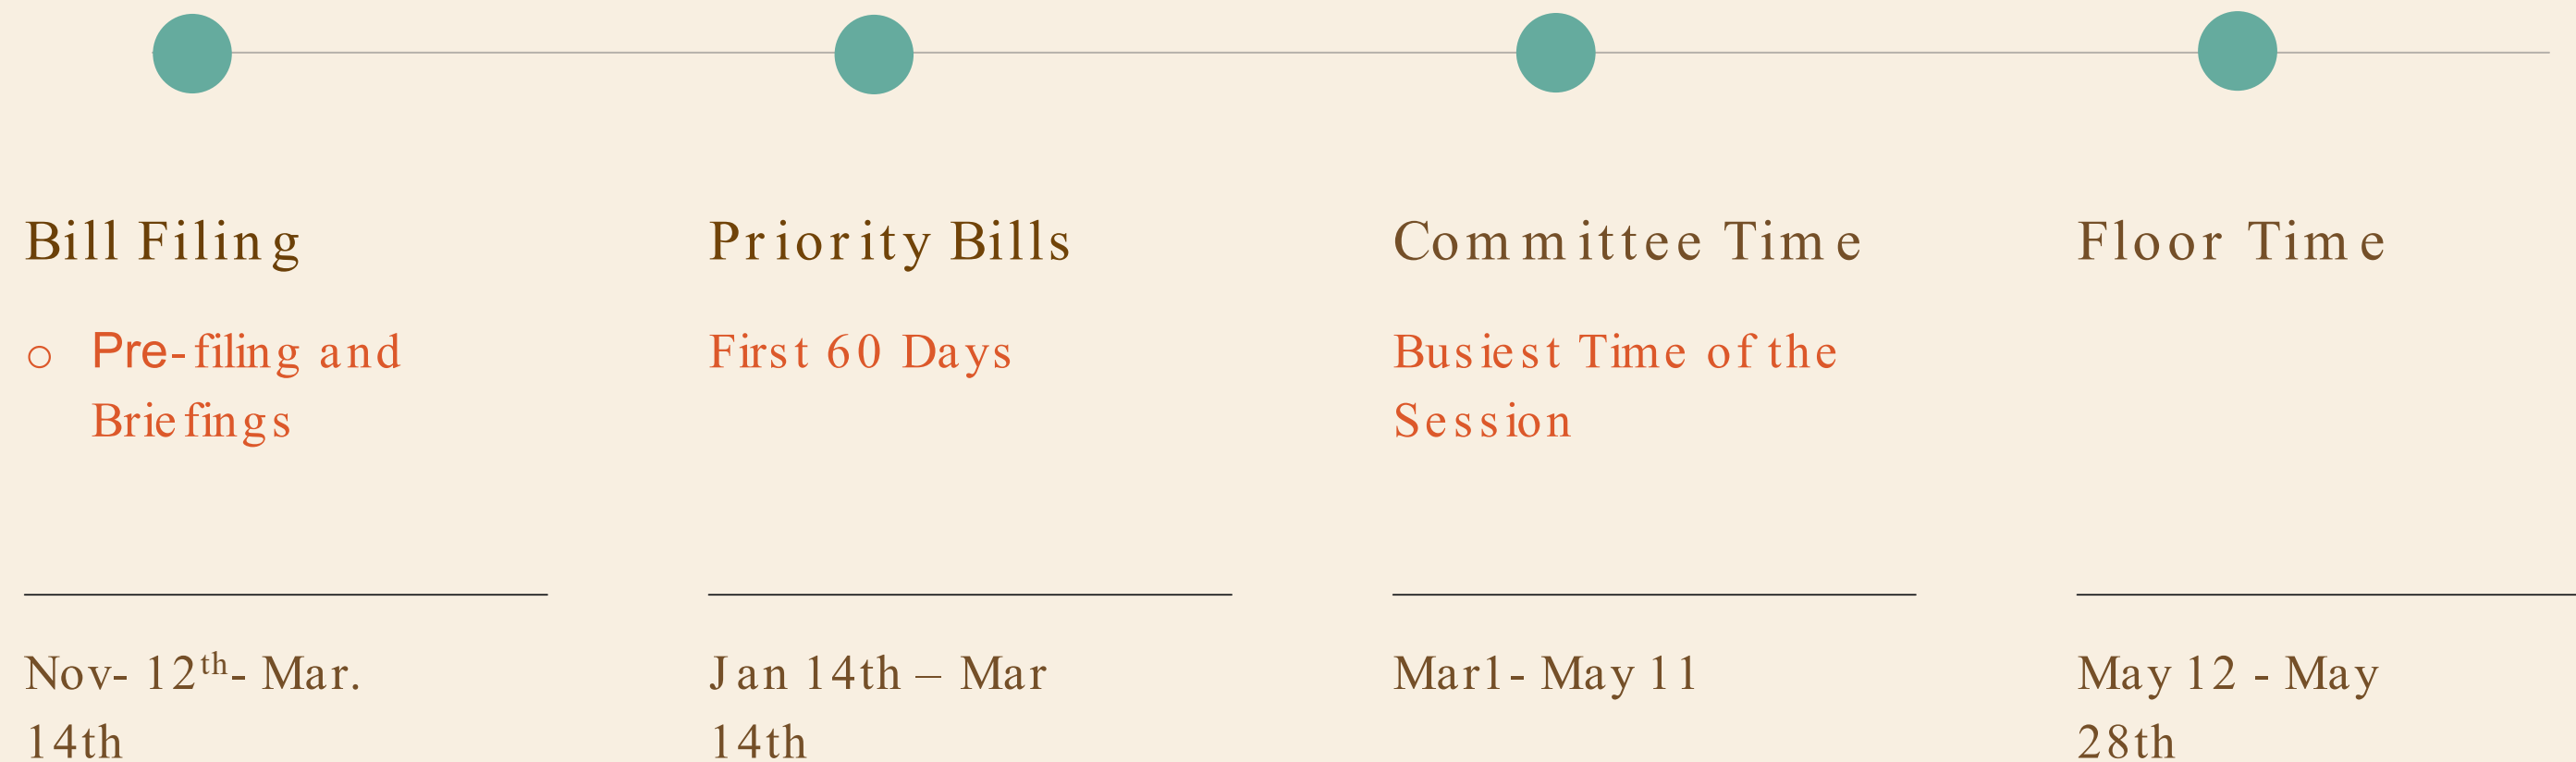 Bill Filing
○ Pre-filing and
Briefings
Nov- 12th- Mar.
14th
Priority Bills
First 60 Days
Jan 14th – Mar
14th
Committee Time
Busiest Time of the
Session
Mar1- May 11
Floor Time
May 12 - May
28th